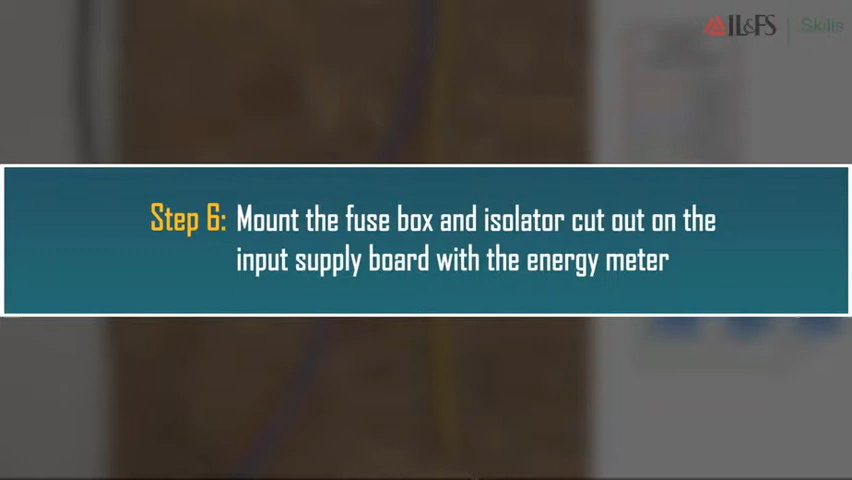 IL&FS Skills
Step 6: Mount the fuse box and isolator cut out on the
input supply board with the energy meter